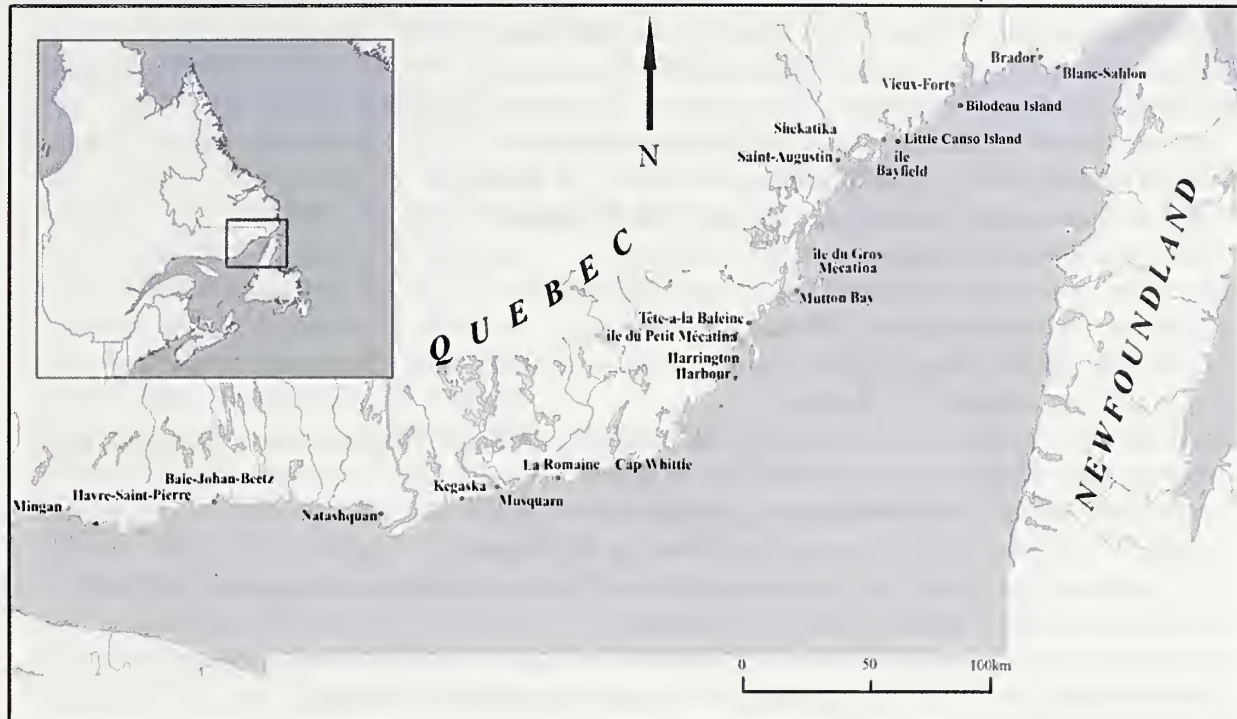 Brador
Blanc-Sablon
Vieux-Fort
Bilodeau Island
N
Shekatika
Little Canso Island
Saint-Augustin
ile
Bayfield
QUEBEC
NEWFOUNDLAND
ile du Gros
Mécatina
Mutton Bay
Tête-a-la Baleine
ile du Petit Mécatina
Harrington
Harbour
La Romaine
Cap Whittle
Baie-Johan-Beetz
Havre-Saint-Pierre
Mingan
Kegaska
Musquarn
Natashquan
0 50 100km